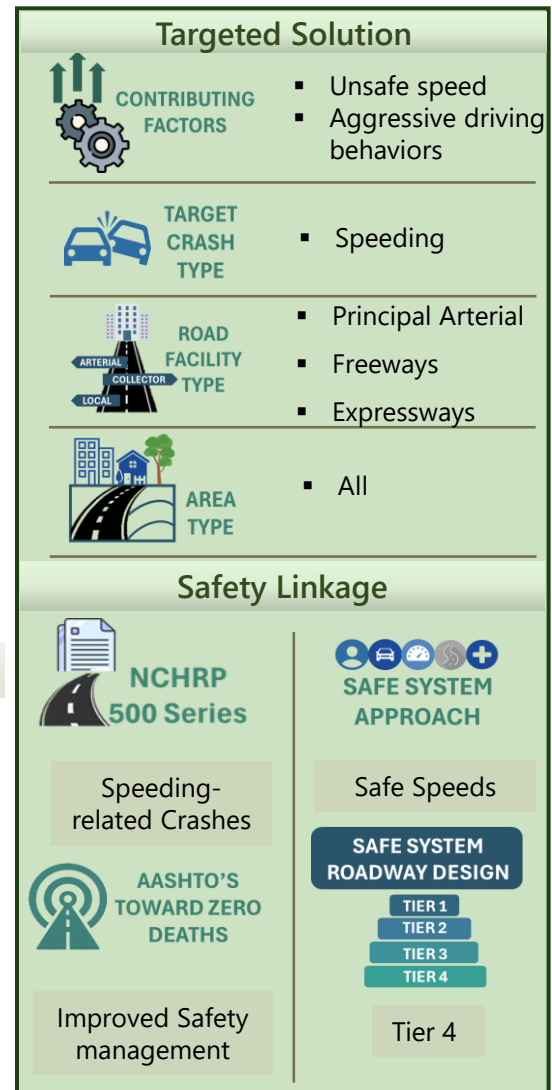 Targeted Solution
CONTRIBUTING
FACTORS
▪ Unsafe speed
▪ Aggressive driving
behaviors
TARGET
CRASH
TYPE
▪ Speeding
ROAD
FACILITY
TYPE
ARTERIAL
COLLECTOR
LOCAL
▪ Principal Arterial
▪ Freeways
▪ Expressways
AREA
TYPE
▪ All
Safety Linkage
NCHRP
500 Series
Speeding-
related Crashes
AASHTO'S
TOWARD ZERO
DEATHS
Improved Safety
management
SAFE SYSTEM
APPROACH
Safe Speeds
SAFE SYSTEM
ROADWAY DESIGN
TIER 1
TIER 2
TIER 3
TIER 4
Tier 4